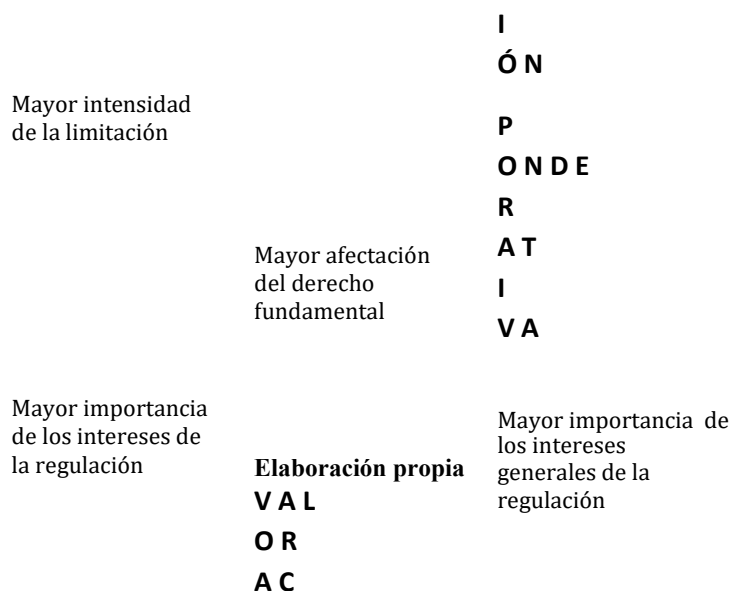 Mayor intensidad
de la limitación
Mayor importancia
de los intereses de
la regulación
Mayor afectación
del derecho
fundamental
Elaboración propia
V A L
O R
A C
I
Ó N
P
O N D E
R
A T
I
V A
Mayor importancia de
los intereses
generales de la
regulación